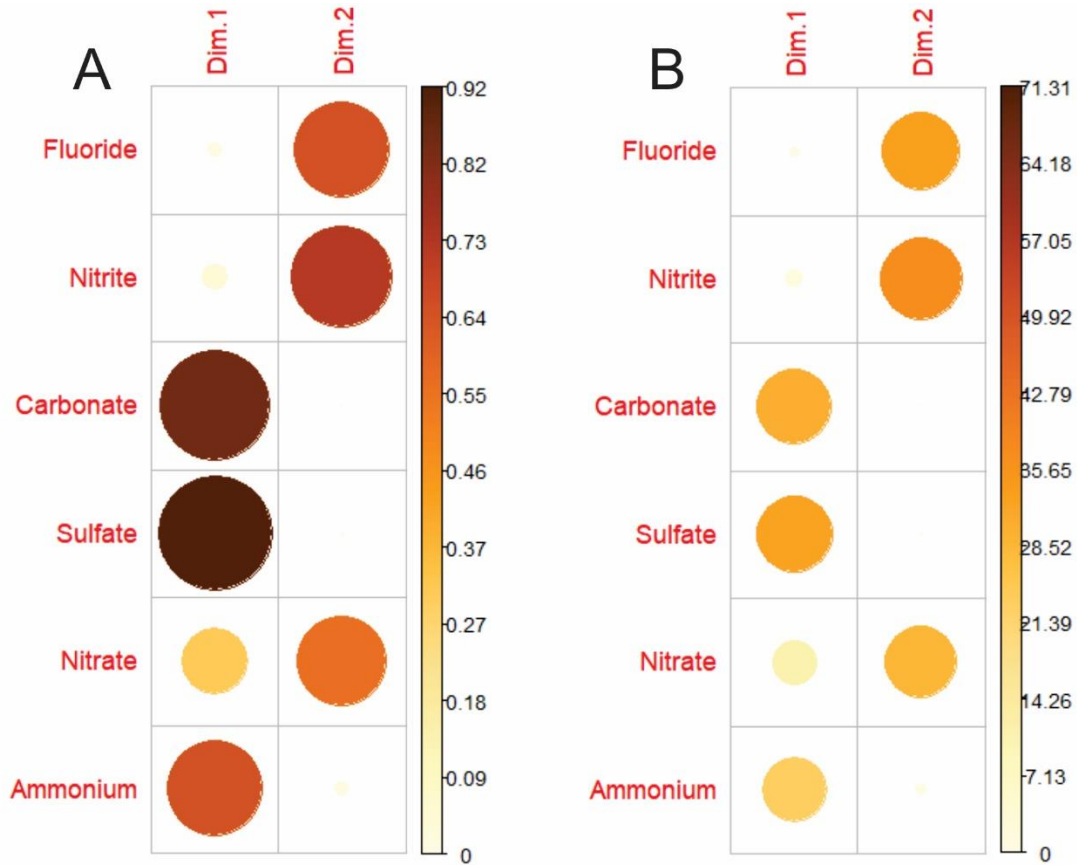 A
Dim.1
Dim.2
Fluoride
Nitrite
Carbonate
Sulfate
Nitrate
Ammonium
0.92
0.82
0.73
0.64
0.55
0.46
0.37
0.27
0.18
0.09
0
B
Dim.1
Dim.2
Fluoride
Nitrite
Carbonate
Sulfate
Nitrate
Ammonium
71.31
64.18
57.05
49.92
42.79
35.65
28.52
21.39
14.26
7.13
0